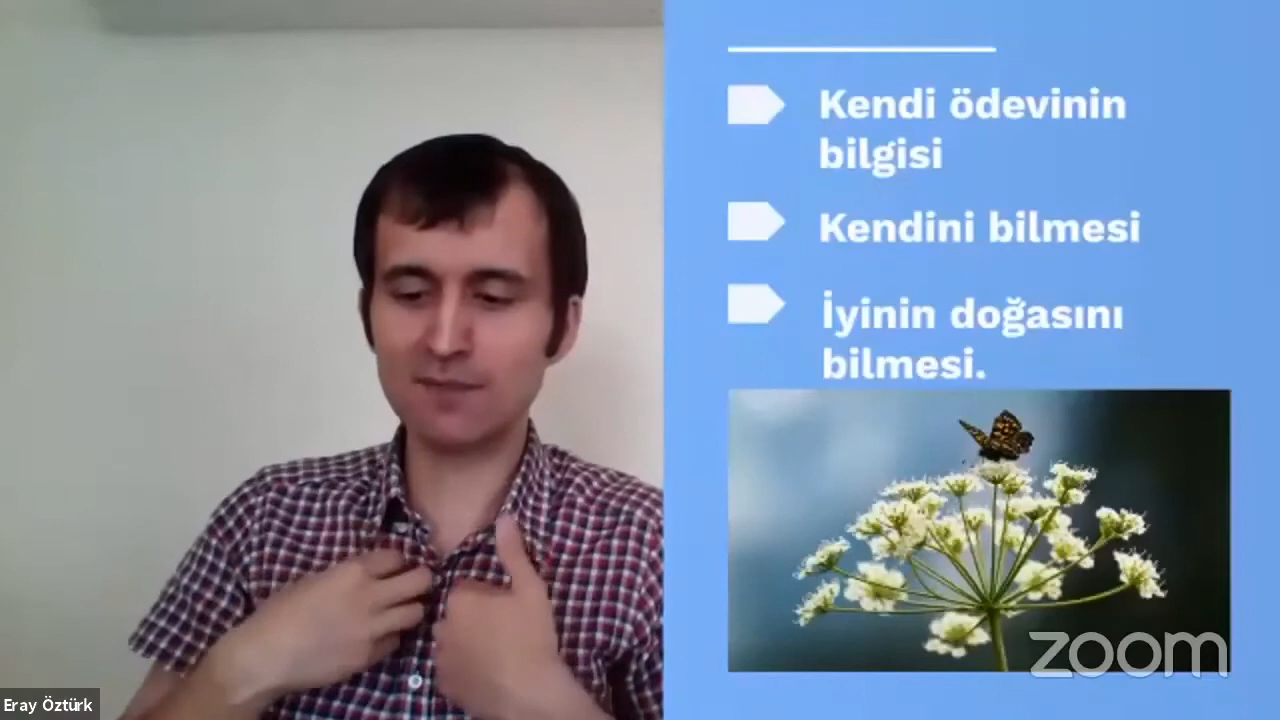 Kendi ödevinin
bilgisi
Kendini bilmesi
İyinin doğasını
bilmesi.
zoom
Eray Öztürk